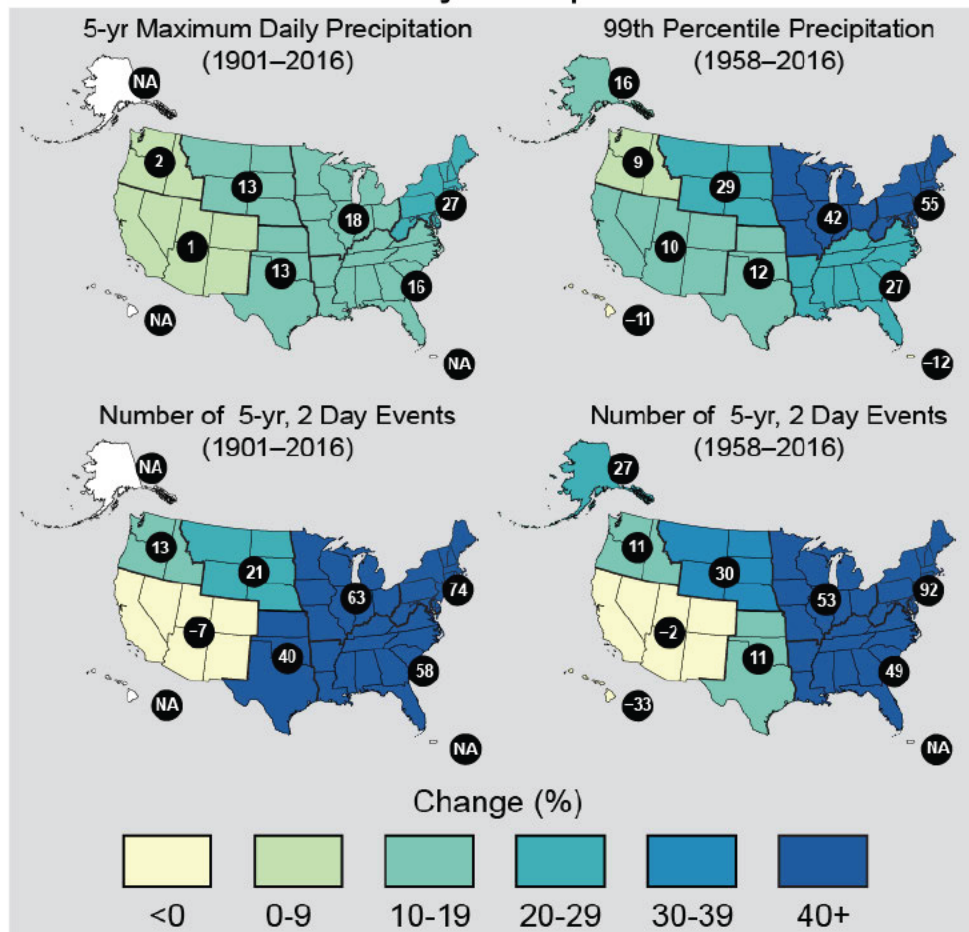 5-yr Maximum Daily Precipitation
(1901–2016)
NA
2
13
18
27
1
13
16
NA
NA
99th Percentile Precipitation
(1958–2016)
16
9
29
42
55
10
12
27
–11
–12
Number of 5-yr, 2 Day Events
(1901–2016)
NA
13
21
63
74
–7
40
58
NA
NA
Number of 5-yr, 2 Day Events
(1958–2016)
27
11
30
53
92
–2
11
49
–33
NA
Change (%)
<0 0-9 10-19 20-29 30-39 40+